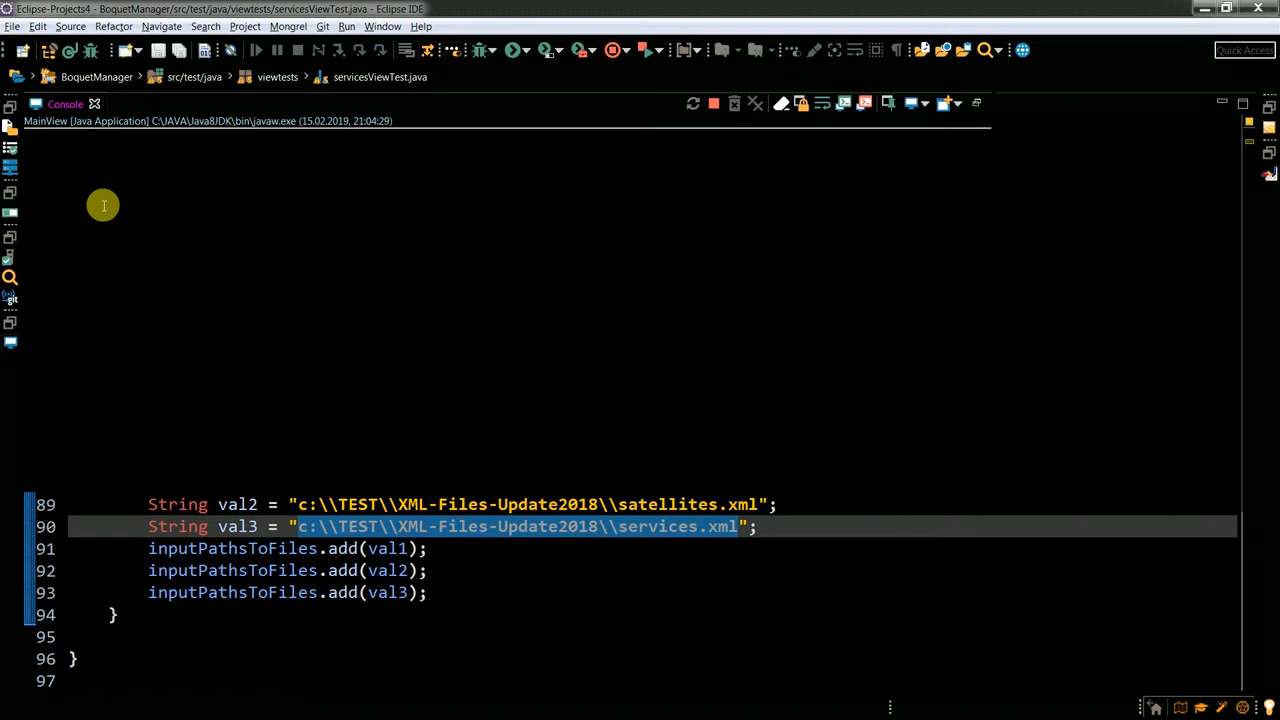 Eclipse-Projects4 - BoquetManager/src/test/java/viewtests/servicesViewTest.java - Eclipse IDE
File Edit Source Refactor Navigate Search Project Mongrel Git Run Window Help
Quick Access
BoquetManager src/test/java viewtests servicesViewTest.java
Console
MainView [Java Application] C:\JAVA\Java8JDK\bin\javaw.exe (15.02.2019, 21:04:29)
git
89 String val2 = "c:\\TEST\\XML-Files-Update2018\\satellites.xml";
90 String val3 = "c:\\TEST\\XML-Files-Update2018\\services.xml";
91 inputPathsToFiles.add(val1);
92 inputPathsToFiles.add(val2);
93 inputPathsToFiles.add(val3);
94 }
95
96 }
97